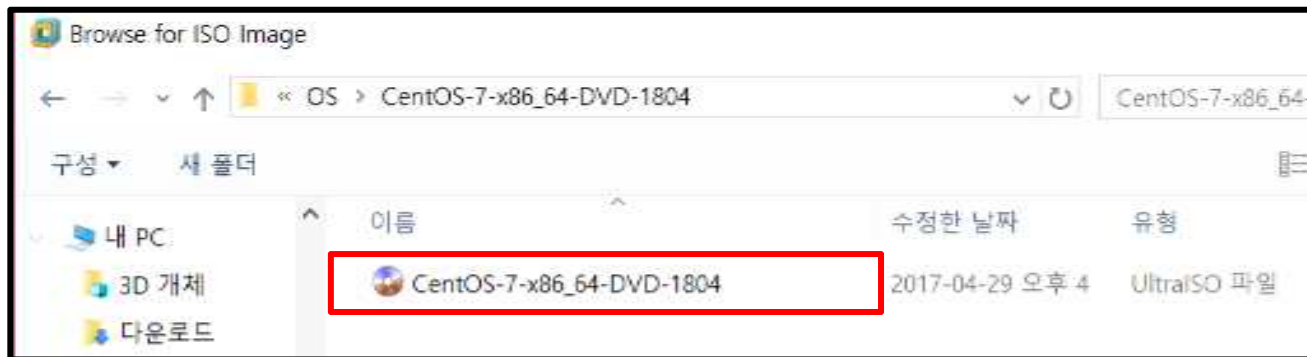 Browse for ISO Image
« OS > CentOS-7-x86_64-DVD-1804
CentOS-7-x86_64-
구성
새 폴더
이름
수정한 날짜
유형
내 PC
CentOS-7-x86_64-DVD-1804
2017-04-29 오후 4
UltraISO 파일
3D 개체
다운로드